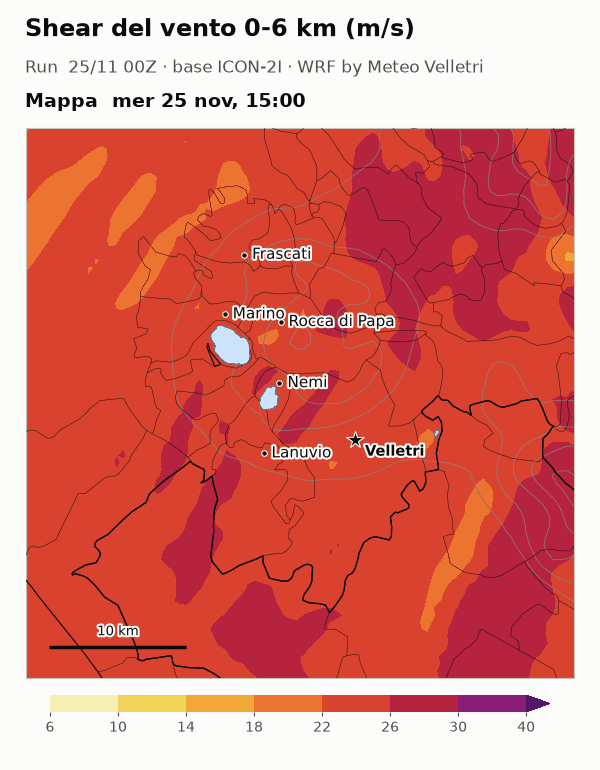 Shear del vento 0-6 km (m/s)
Run  25/11 00Z · base ICON-2I · WRF by Meteo Velletri
Mappa  mer 25 nov, 15:00
Frascati
Marino
Rocca di Papa
Nemi
Velletri
Lanuvio
10 km
6 10 14 18 22 26 30 40